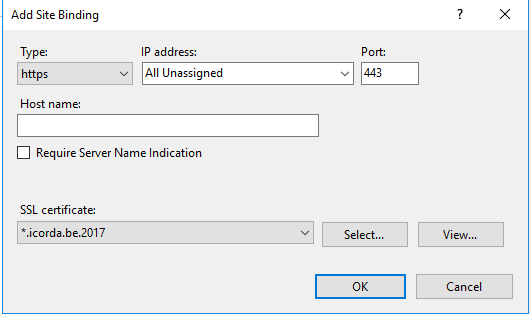 Add Site Binding
? ×
Type: IP address: Port:
https All Unassigned 443
Host name:
Require Server Name Indication
SSL certificate:
*.icorda.be.2017 Select... View...
OK Cancel